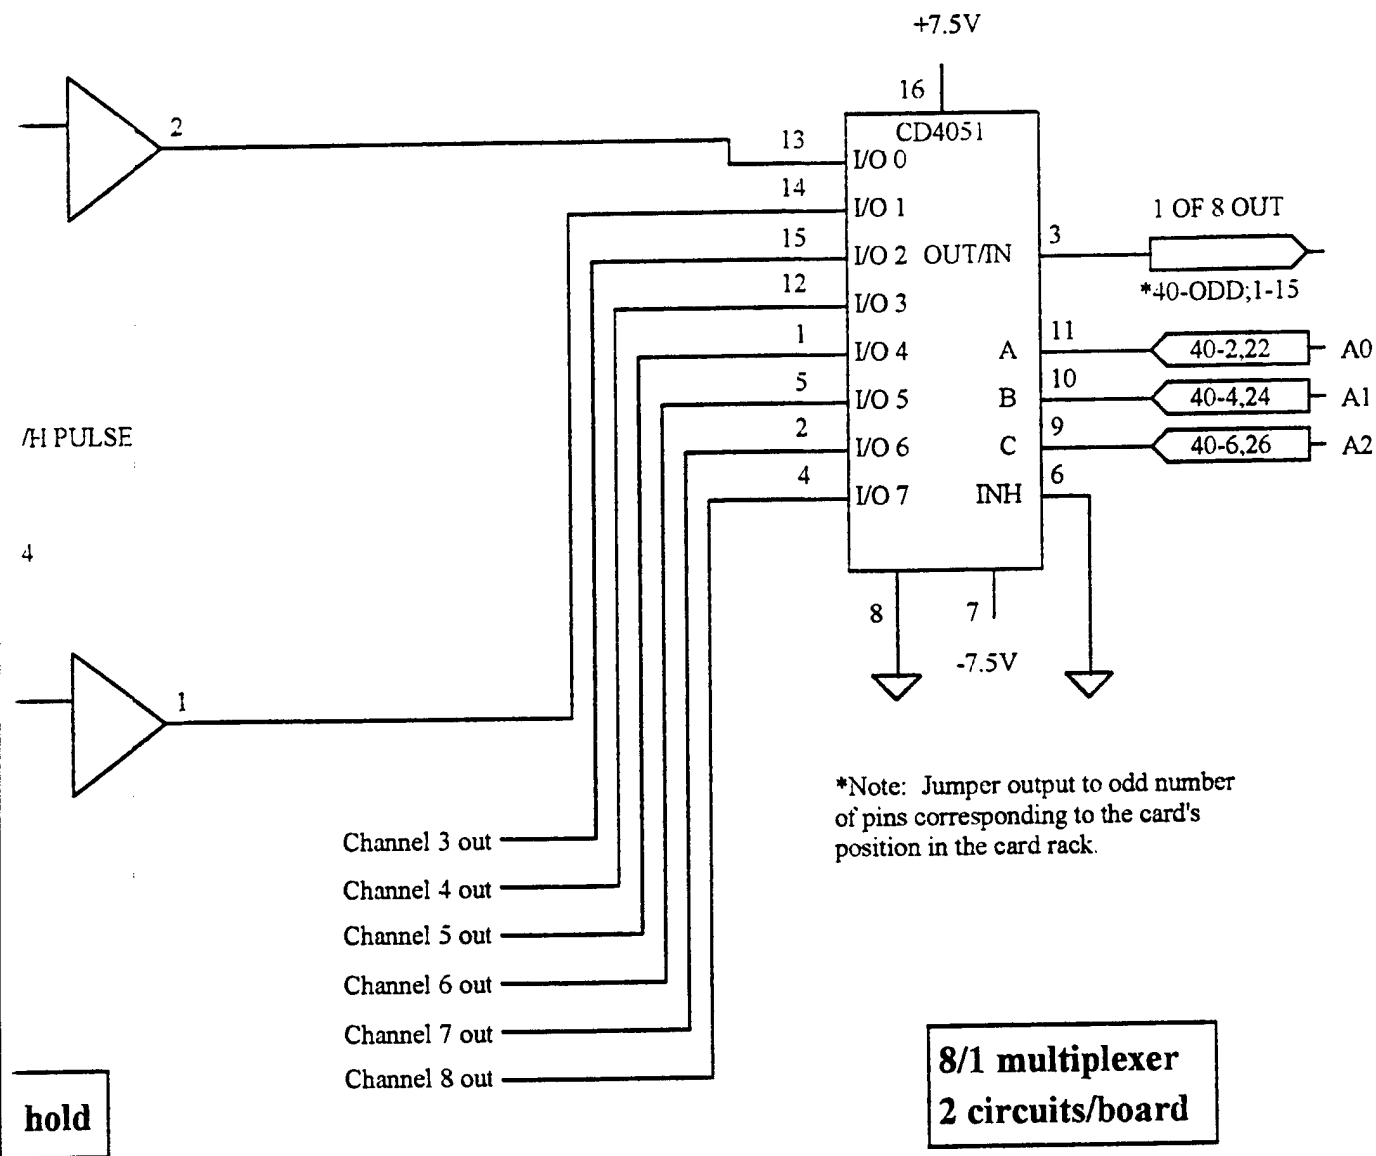 +7.5V
16
CD4051
2
13
I/O 0
14
I/O 1
15
I/O 2
OUT/IN
3
1 OF 8 OUT
*40-ODD;1-15
12
I/O 3
1
I/O 4
A
11
40-2,22
A0
5
I/O 5
B
10
40-4,24
A1
2
I/O 6
C
9
40-6,26
A2
4
I/O 7
INH
6
/H PULSE
4
8
7
-7.5V
1
*Note: Jumper output to odd number
of pins corresponding to the card's
position in the card rack.
Channel 3 out
Channel 4 out
Channel 5 out
Channel 6 out
Channel 7 out
Channel 8 out
8/1 multiplexer
2 circuits/board
hold